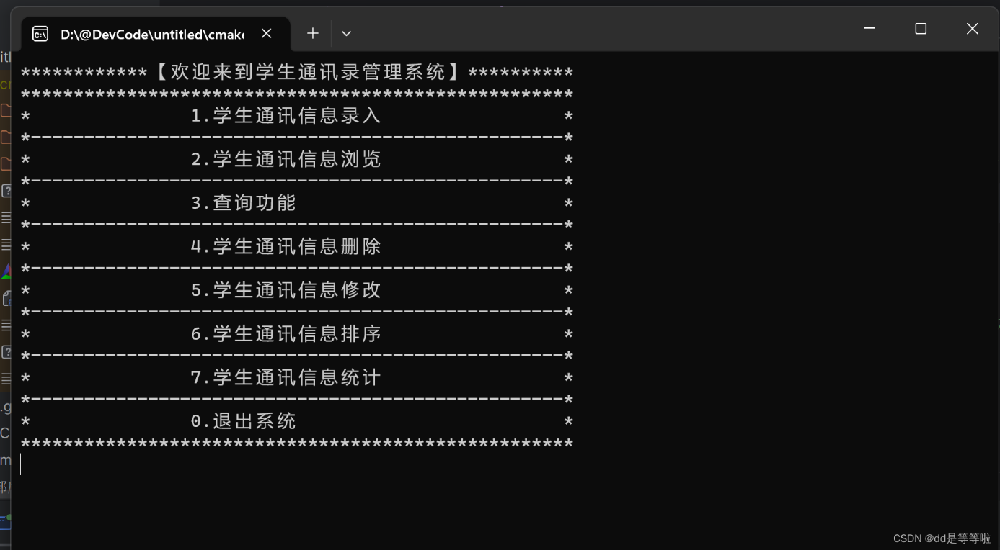 D:\@DevCode\untitled\cmake
************【欢迎来到学生通讯录管理系统】**********
****************************************************
* 1.学生通讯信息录入 *
*--------------------------------------------------*
* 2.学生通讯信息浏览 *
*--------------------------------------------------*
* 3.查询功能 *
*--------------------------------------------------*
* 4.学生通讯信息删除 *
*--------------------------------------------------*
* 5.学生通讯信息修改 *
*--------------------------------------------------*
* 6.学生通讯信息排序 *
*--------------------------------------------------*
* 7.学生通讯信息统计 *
*--------------------------------------------------*
* 0.退出系统 *
****************************************************
CSDN @dd是等等啦